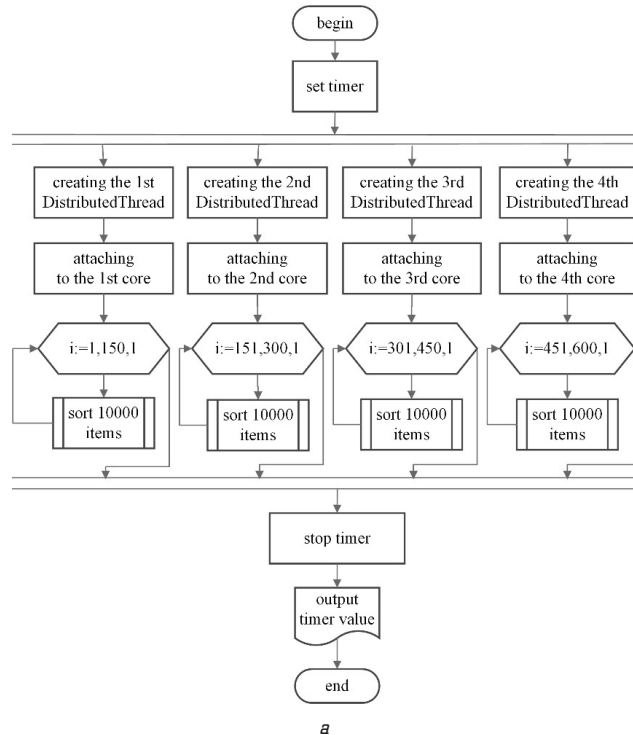 begin
set timer
creating the 1st
DistributedThread
creating the 2nd
DistributedThread
creating the 3rd
DistributedThread
creating the 4th
DistributedThread
attaching
to the 1st core
attaching
to the 2nd core
attaching
to the 3rd core
attaching
to the 4th core
i:=1,150,1
i:=151,300,1
i:=301,450,1
i:=451,600,1
sort 10000
items
sort 10000
items
sort 10000
items
sort 10000
items
stop timer
output
timer value
end
a